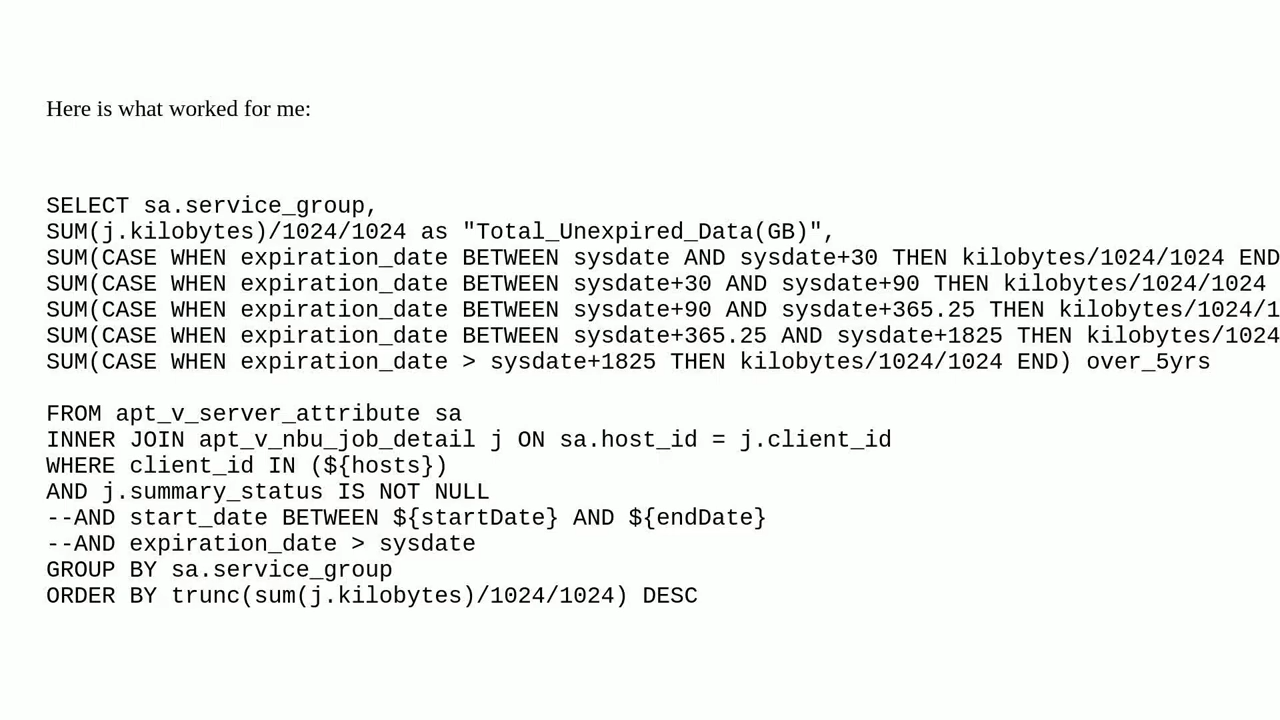 Here is what worked for me:
SELECT sa.service_group,
SUM(j.kilobytes)/1024/1024 as "Total_Unexpired_Data(GB)",
SUM(CASE WHEN expiration_date BETWEEN sysdate AND sysdate+30 THEN kilobytes/1024/1024 END
SUM(CASE WHEN expiration_date BETWEEN sysdate+30 AND sysdate+90 THEN kilobytes/1024/1024
SUM(CASE WHEN expiration_date BETWEEN sysdate+90 AND sysdate+365.25 THEN kilobytes/1024/1
SUM(CASE WHEN expiration_date BETWEEN sysdate+365.25 AND sysdate+1825 THEN kilobytes/1024
SUM(CASE WHEN expiration_date > sysdate+1825 THEN kilobytes/1024/1024 END) over_5yrs
FROM apt_v_server_attribute sa
INNER JOIN apt_v_nbu_job_detail j ON sa.host_id = j.client_id
WHERE client_id IN (${hosts})
AND j.summary_status IS NOT NULL
--AND start_date BETWEEN ${startDate} AND ${endDate}
--AND expiration_date > sysdate
GROUP BY sa.service_group
ORDER BY trunc(sum(j.kilobytes)/1024/1024) DESC